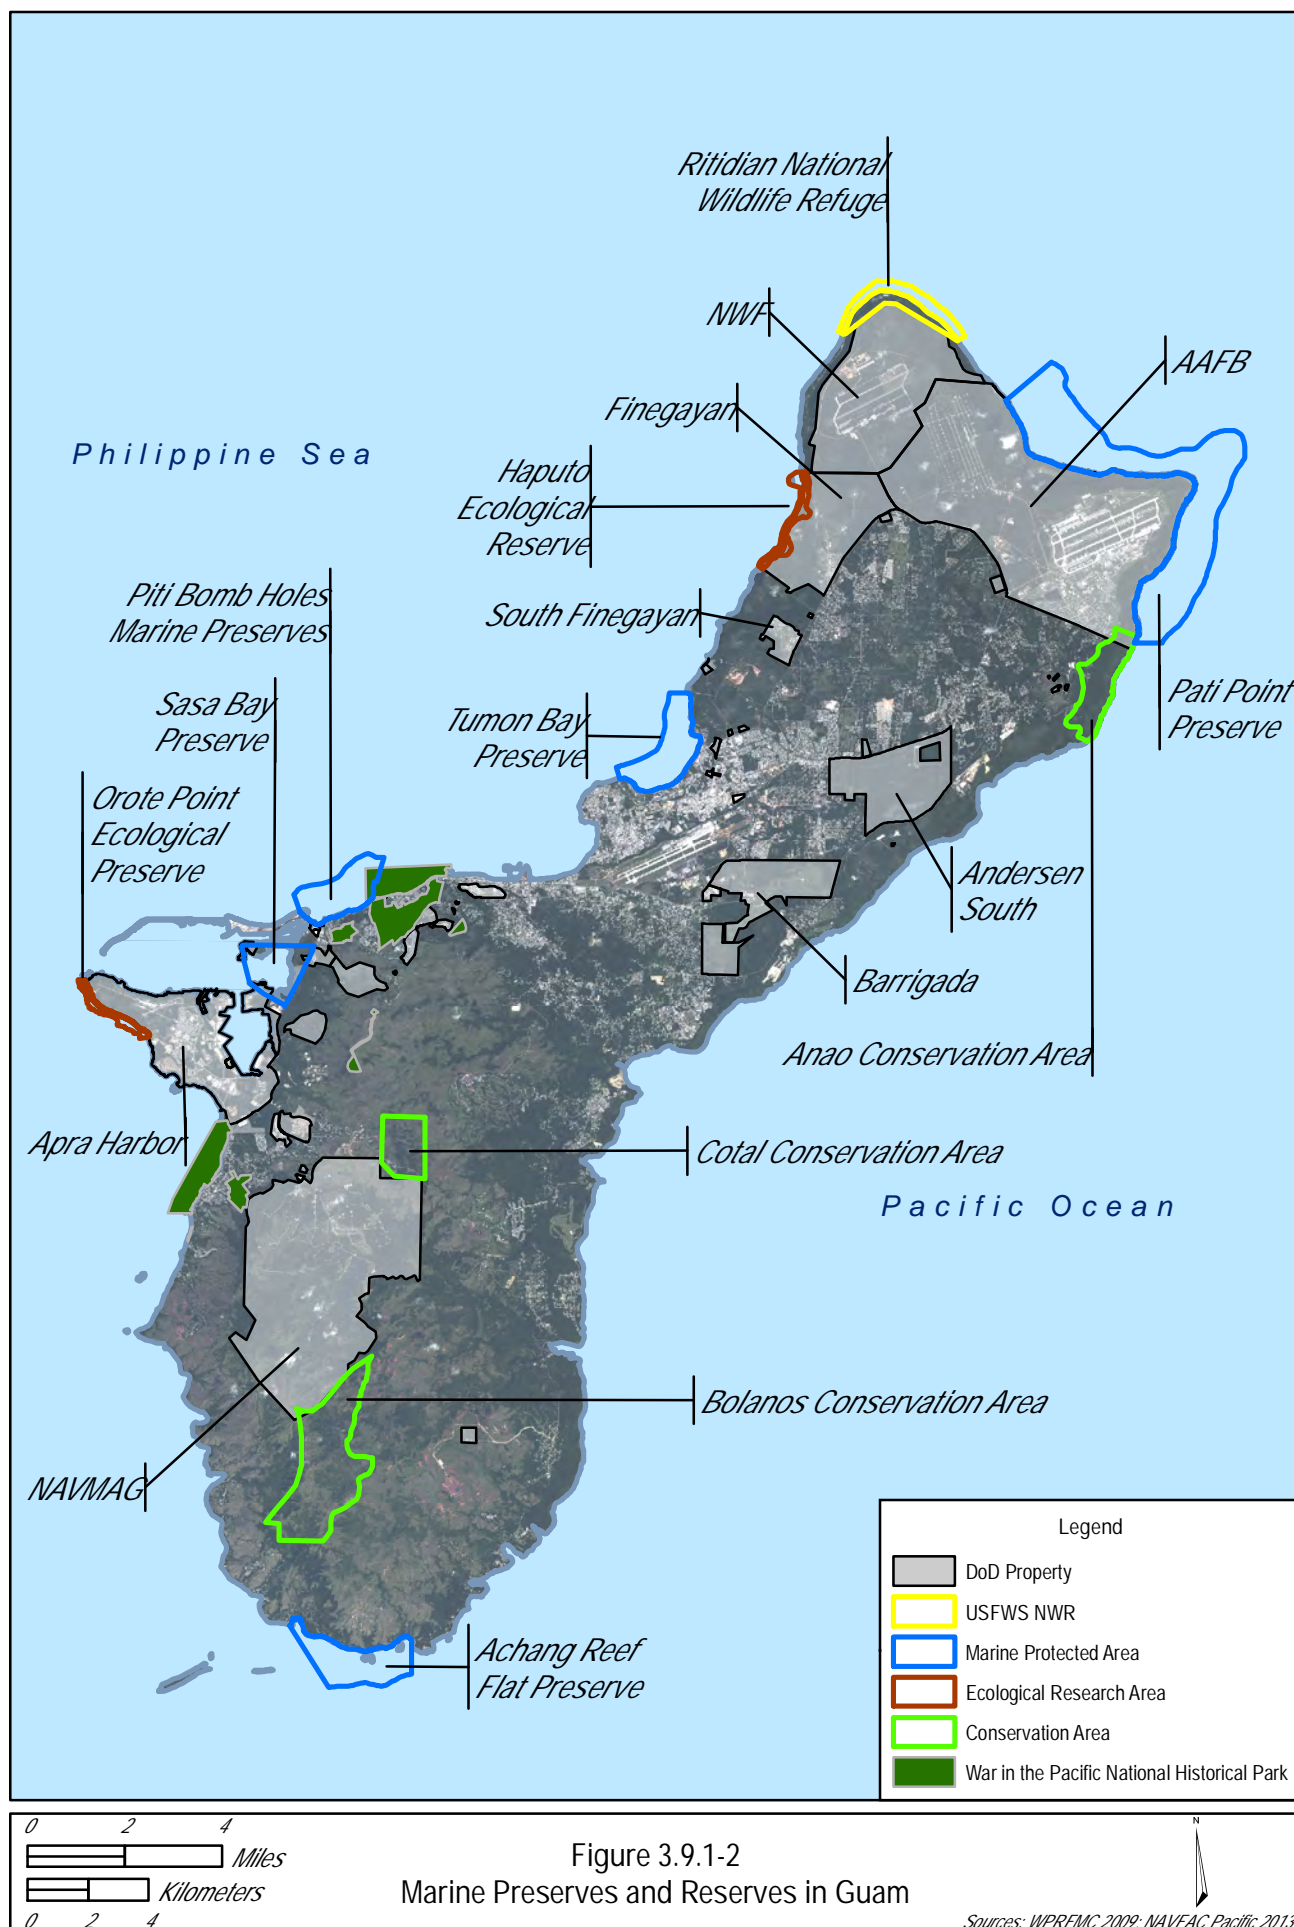 Ritidian National
Wildlife Refuge
NWF
AAFB
Finegayan
Philippine Sea
Haputo
Ecological
Reserve
Piti Bomb Holes
Marine Preserves
South Finegayan
Sasa Bay
Preserve
Tumon Bay
Preserve
Pati Point
Preserve
Orote Point
Ecological
Preserve
Andersen
South
Barrigada
Anao Conservation Area
Apra Harbor
Cotal Conservation Area
Pacific Ocean
Bolanos Conservation Area
NAVMAG
Achang Reef
Flat Preserve
Legend
DoD Property
USFWS NWR
Marine Protected Area
Ecological Research Area
Conservation Area
War in the Pacific National Historical Park
0 2 4
Miles
Kilometers
0 2 4
Figure 3.9.1-2
Marine Preserves and Reserves in Guam
N
Sources: WPRFMC 2009; NAVFAC Pacific 2013